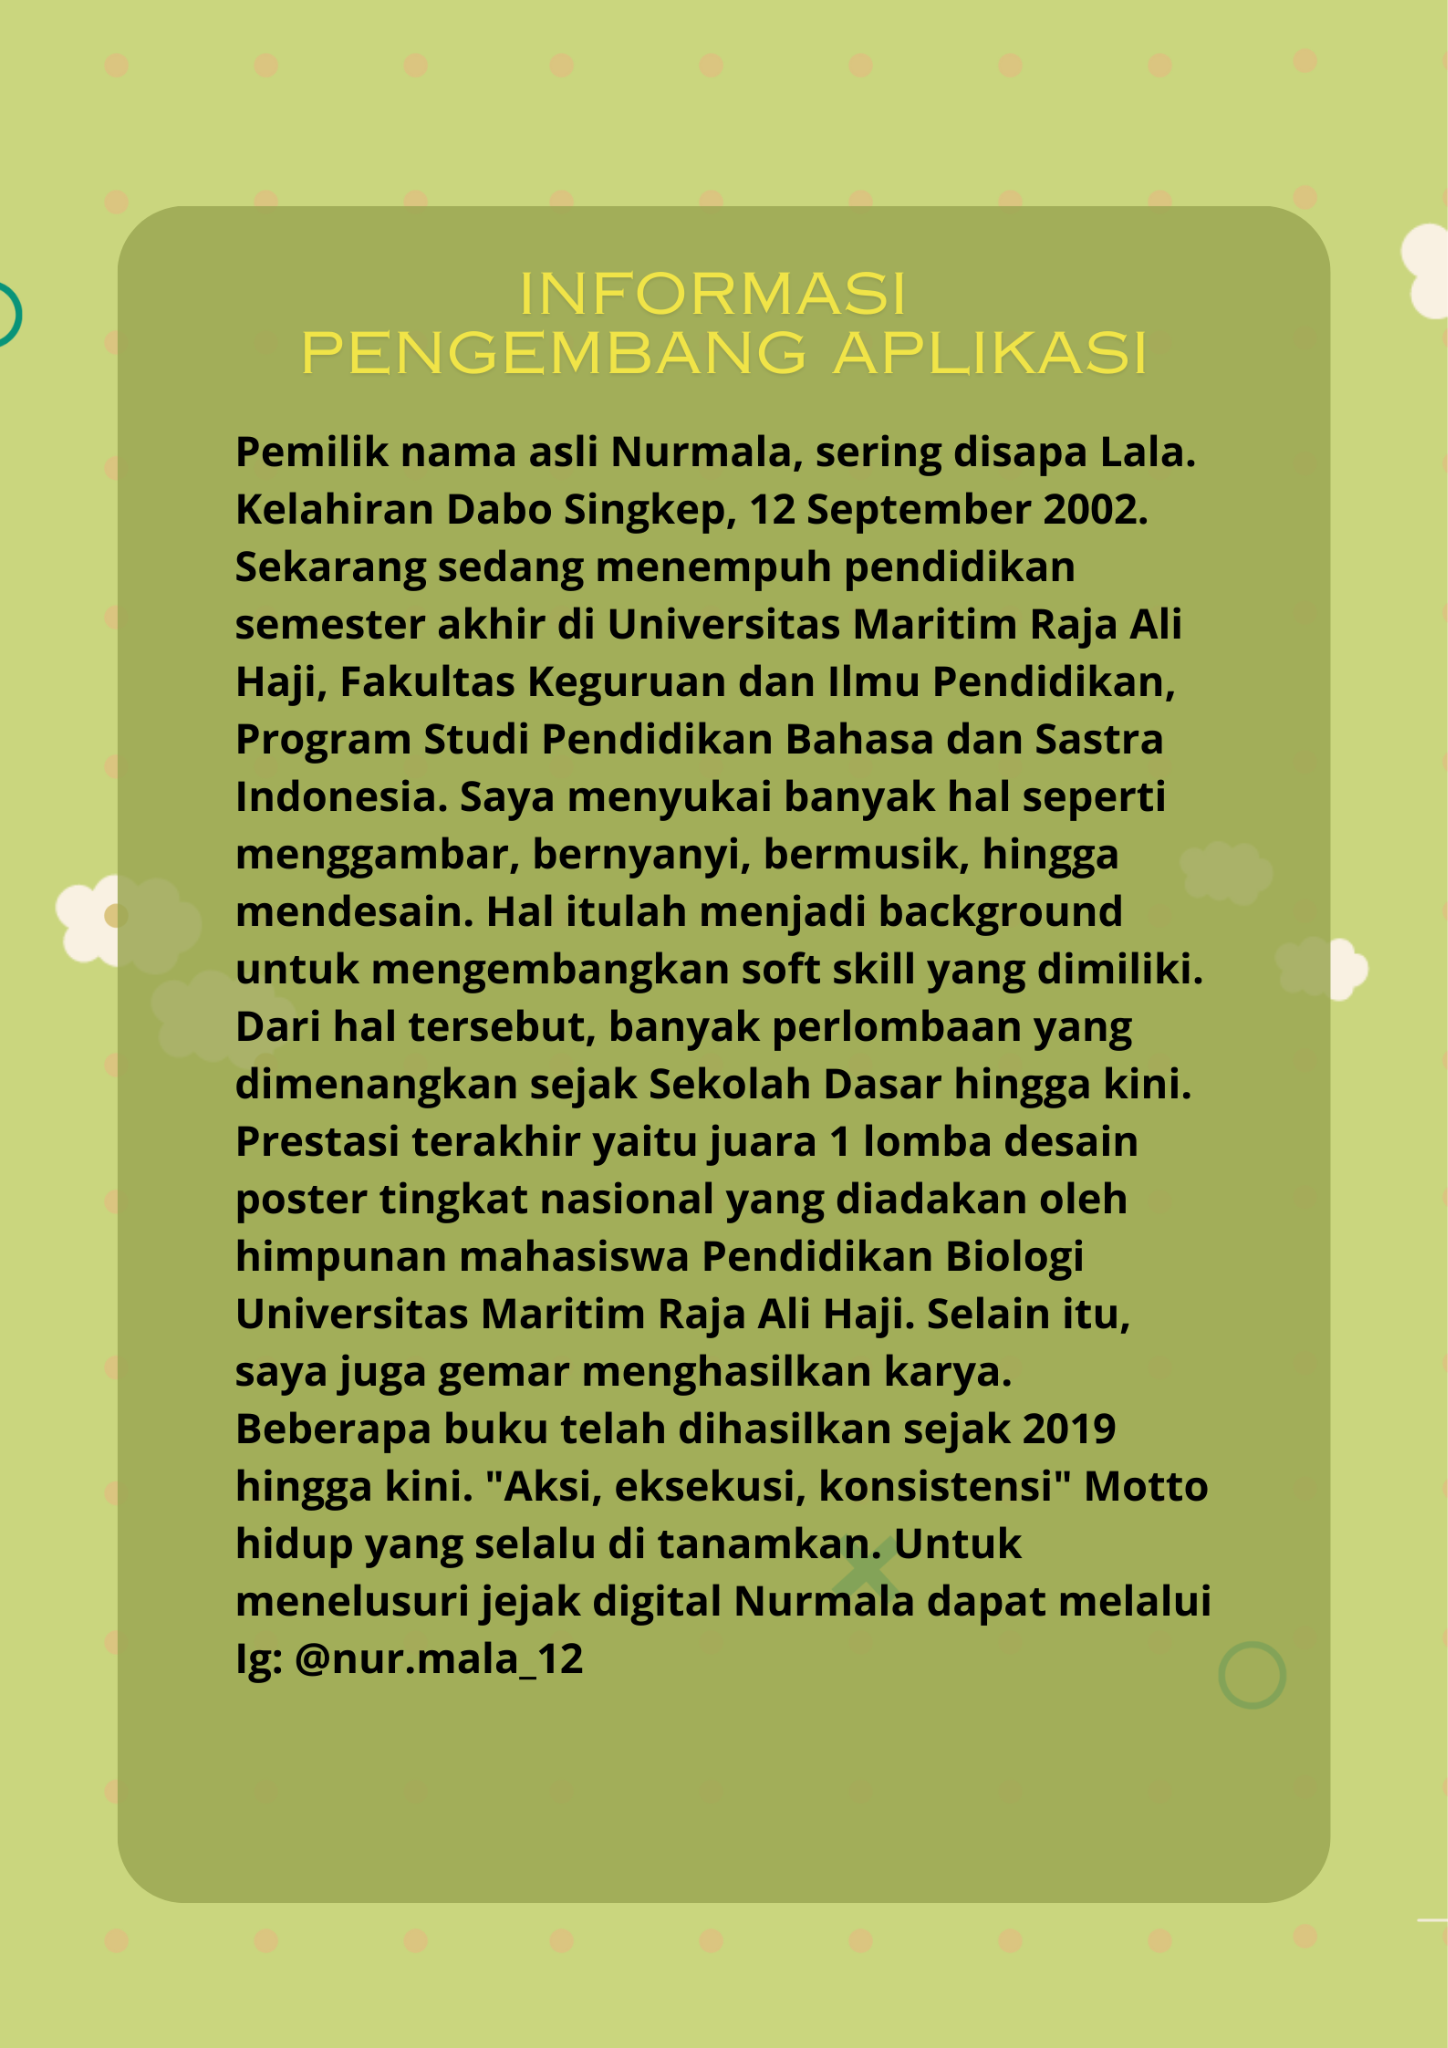 INFORMASI
PENGEMBANG APLIKASI
Pemilik nama asli Nurmala, sering disapa Lala.
Kelahiran Dabo Singkep, 12 September 2002.
Sekarang sedang menempuh pendidikan
semester akhir di Universitas Maritim Raja Ali
Haji, Fakultas Keguruan dan Ilmu Pendidikan,
Program Studi Pendidikan Bahasa dan Sastra
Indonesia. Saya menyukai banyak hal seperti
menggambar, bernyanyi, bermusik, hingga
mendesain. Hal itulah menjadi background
untuk mengembangkan soft skill yang dimiliki.
Dari hal tersebut, banyak perlombaan yang
dimenangkan sejak Sekolah Dasar hingga kini.
Prestasi terakhir yaitu juara 1 lomba desain
poster tingkat nasional yang diadakan oleh
himpunan mahasiswa Pendidikan Biologi
Universitas Maritim Raja Ali Haji. Selain itu,
saya juga gemar menghasilkan karya.
Beberapa buku telah dihasilkan sejak 2019
hingga kini. "Aksi, eksekusi, konsistensi" Motto
hidup yang selalu di tanamkan. Untuk
menelusuri jejak digital Nurmala dapat melalui
Ig: @nur.mala_12